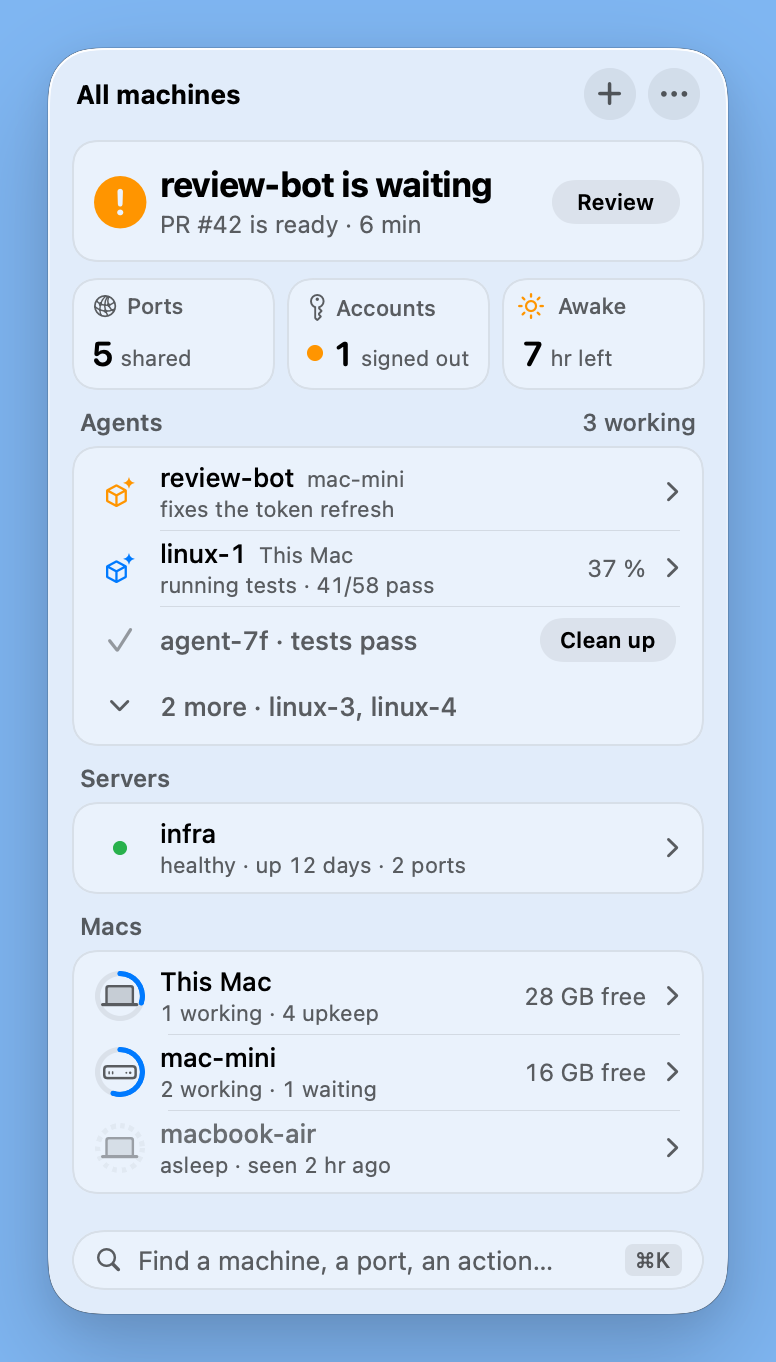 All machines
review-bot is waiting
PR #42 is ready · 6 min
Review
Ports
5 shared
Accounts
1 signed out
Awake
7 hr left
Agents
3 working
review-bot mac-mini
fixes the token refresh
linux-1 This Mac
running tests · 41/58 pass
37 %
agent-7f · tests pass
Clean up
2 more · linux-3, linux-4
Servers
infra
healthy · up 12 days · 2 ports
Macs
This Mac
1 working · 4 upkeep
28 GB free
mac-mini
2 working · 1 waiting
16 GB free
macbook-air
asleep · seen 2 hr ago
Find a machine, a port, an action...
⌘K